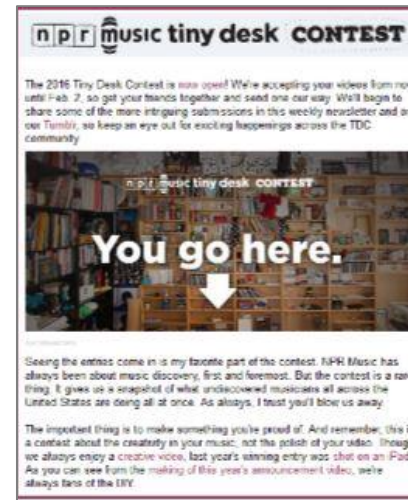 npr music tiny desk CONTEST
The 2016 Tiny Desk Contest is now open! We're accepting your videos from now
until Feb. 2, so get your friends together and send one our way. We'll begin to
share some of the more intriguing submissions in this weekly newsletter and on
our Tumblr, so keep an eye out for exciting happenings across the TDC
community.
npr music tiny desk CONTEST
You go here.
Seeing the entries come in is my favorite part of the contest. NPR Music has
always been about music discovery, first and foremost. But the contest is a rare
thing. It gives us a snapshot of what undiscovered musicians all across the
United States are doing all at once. As always, I trust you'll blow us away.
The important thing is to make something you're proud of. And remember, this is
a contest about the creativity in your music, not the polish of your video. Though
we always enjoy a creative video, last year's winning entry was shot on an iPad.
As you can see from the making of this year's announcement video, we're
always fans of the DIY.